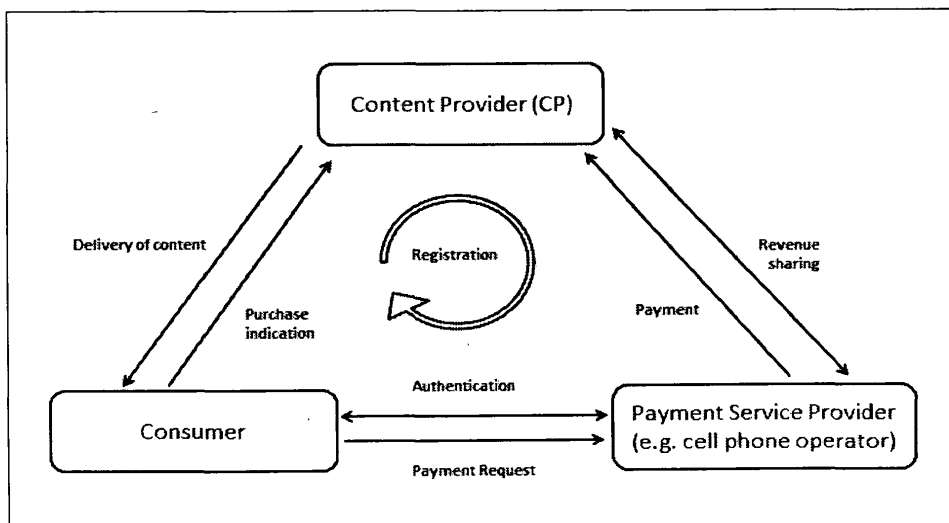 Content Provider (CP)
Delivery of content
Registration
Revenue
sharing
Purchase
indication
Payment
Authentication
Consumer
Payment Service Provider
(e.g. cell phone operator)
Payment Request